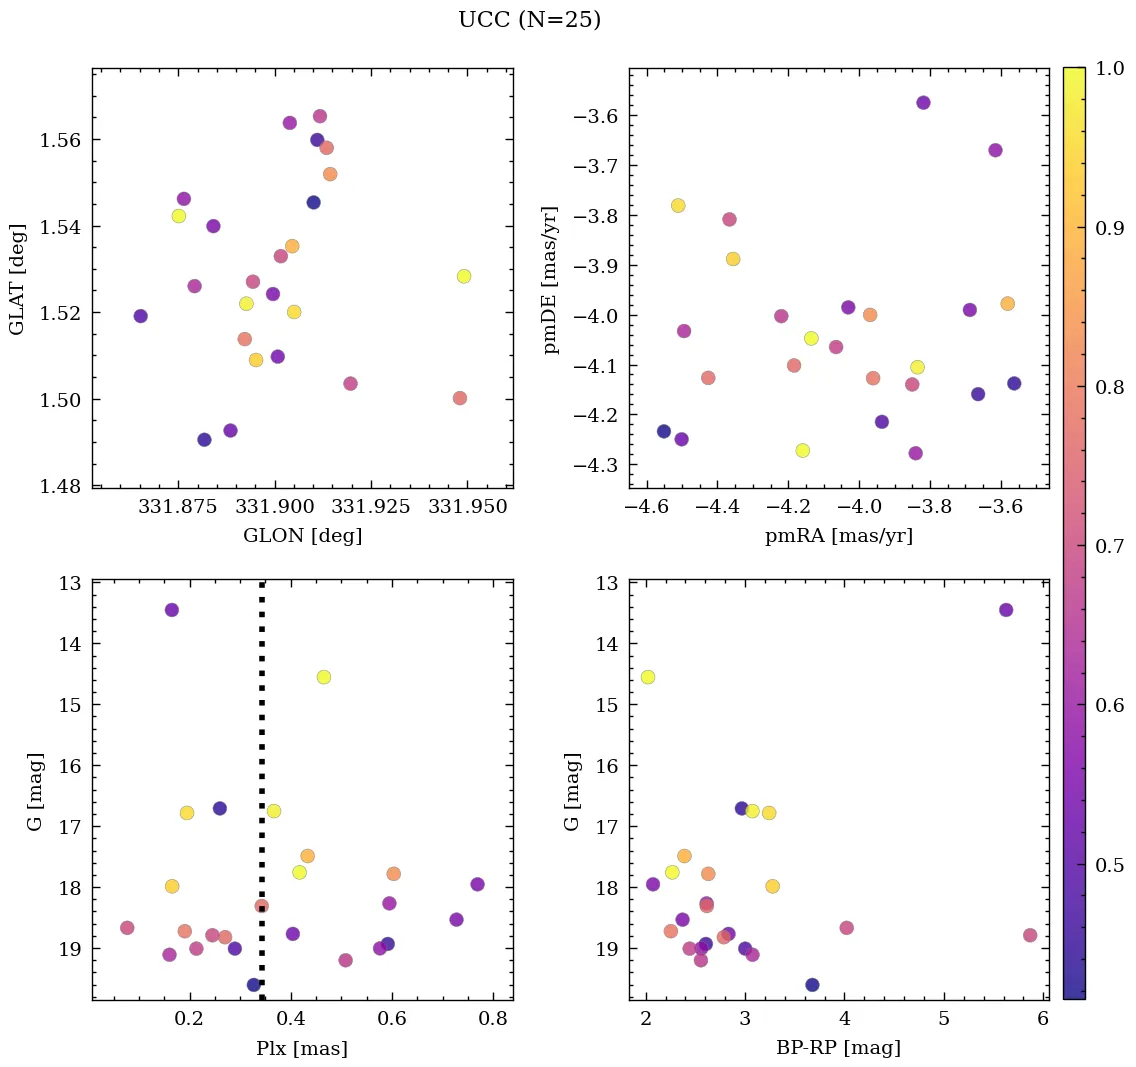 UCC (N=25)
GLAT [deg]
1.56
1.54
1.52
1.50
1.48
331.875 331.900 331.925 331.950
GLON [deg]
pmDE [mas/yr]
−3.6
−3.7
−3.8
−3.9
−4.0
−4.1
−4.2
−4.3
−4.6 −4.4 −4.2 −4.0 −3.8 −3.6
pmRA [mas/yr]
1.0
0.9
0.8
0.7
0.6
0.5
G [mag]
13
14
15
16
17
18
19
0.2 0.4 0.6 0.8
Plx [mas]
G [mag]
13
14
15
16
17
18
19
2 3 4 5 6
BP-RP [mag]